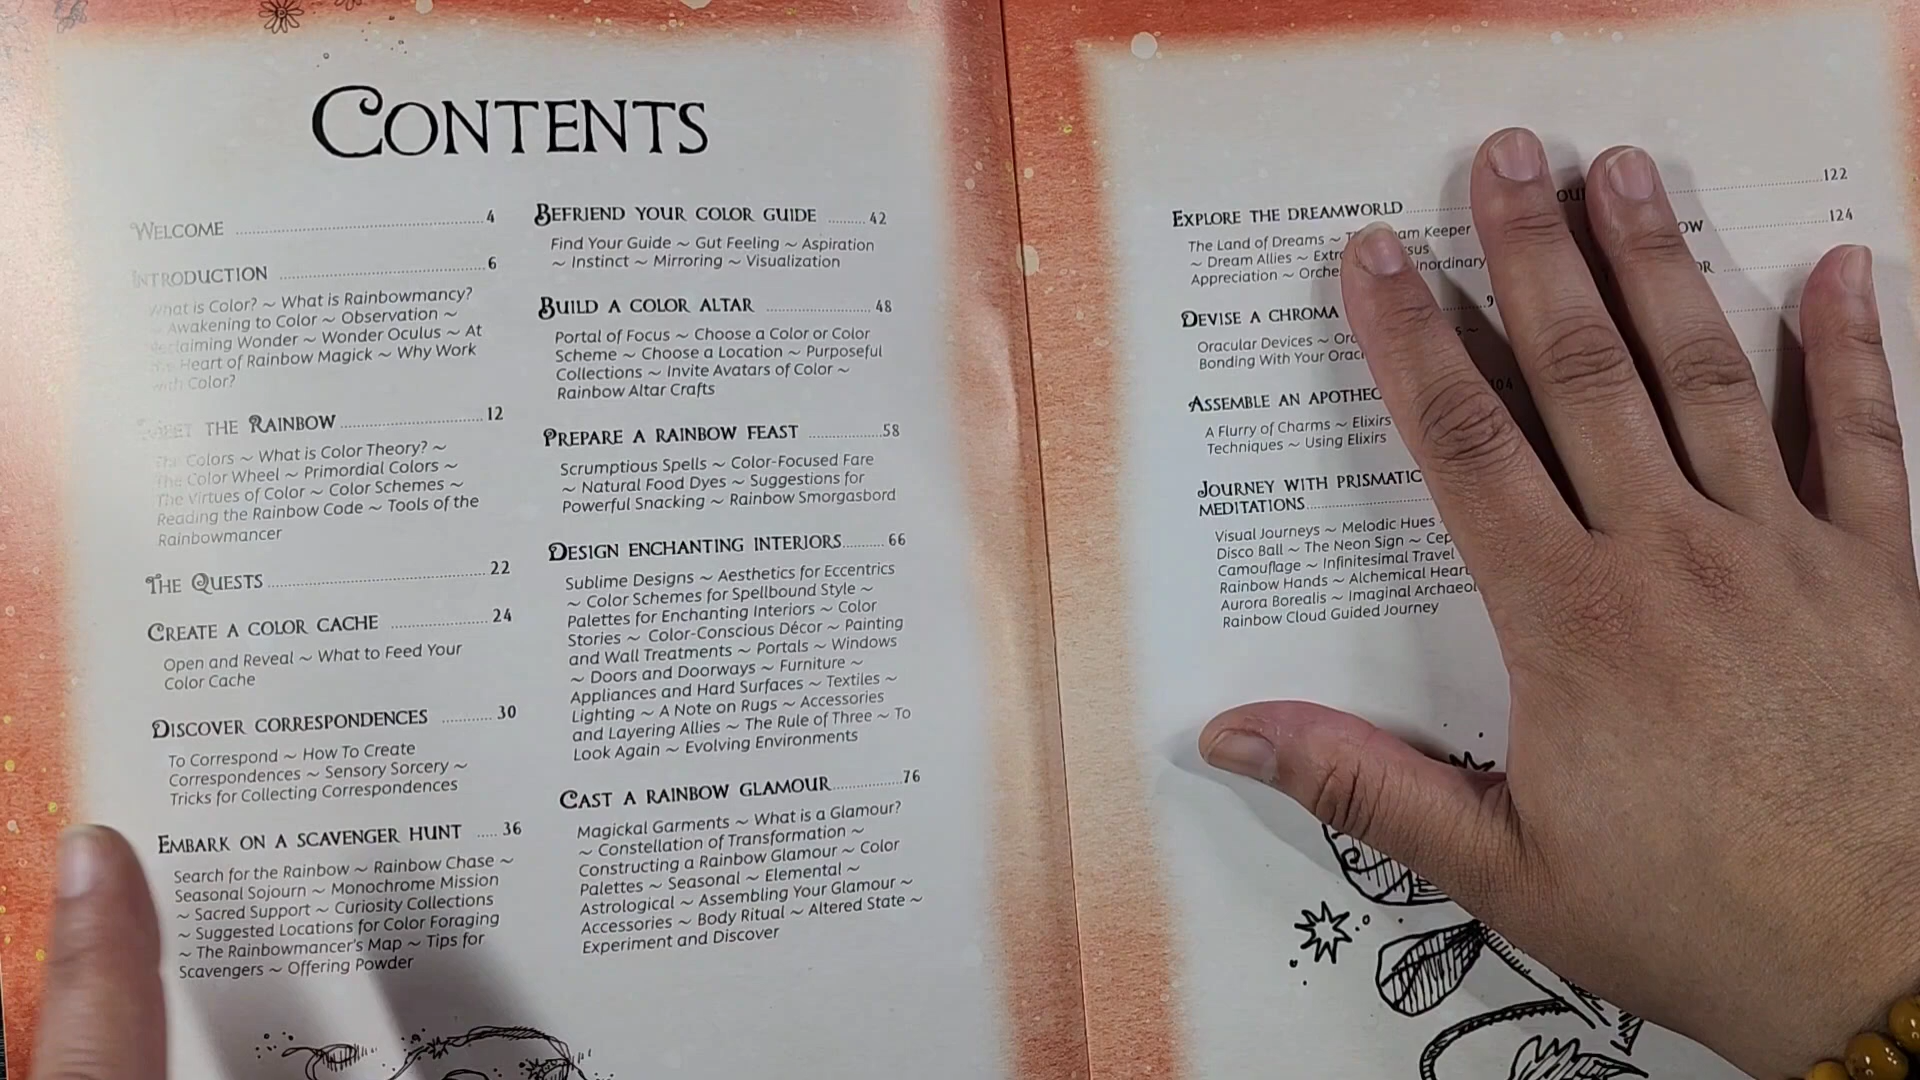 CONTENTS
WELCOME 4
INTRODUCTION 6
What is Color? ~ What is Rainbowmancy?
~ Awakening to Color ~ Observation ~
Reclaiming Wonder ~ Wonder Oculus ~ At
the Heart of Rainbow Magick ~ Why Work
with Color?
MEET THE RAINBOW 12
The Colors ~ What is Color Theory? ~
The Color Wheel ~ Primordial Colors ~
The Virtues of Color ~ Color Schemes ~
Reading the Rainbow Code ~ Tools of the
Rainbowmancer
THE QUESTS 22
CREATE A COLOR CACHE 24
Open and Reveal ~ What to Feed Your
Color Cache
DISCOVER CORRESPONDENCES 30
To Correspond ~ How To Create
Correspondences ~ Sensory Sorcery ~
Tricks for Collecting Correspondences
EMBARK ON A SCAVENGER HUNT 36
Search for the Rainbow ~ Rainbow Chase ~
Seasonal Sojourn ~ Monochrome Mission
~ Sacred Support ~ Curiosity Collections
~ Suggested Locations for Color Foraging
~ The Rainbowmancer's Map ~ Tips for
Scavengers ~ Offering Powder
BEFRIEND YOUR COLOR GUIDE 42
Find Your Guide ~ Gut Feeling ~ Aspiration
~ Instinct ~ Mirroring ~ Visualization
BUILD A COLOR ALTAR 48
Portal of Focus ~ Choose a Color or Color
Scheme ~ Choose a Location ~ Purposeful
Collections ~ Invite Avatars of Color ~
Rainbow Altar Crafts
PREPARE A RAINBOW FEAST 58
Scrumptious Spells ~ Color-Focused Fare
~ Natural Food Dyes ~ Suggestions for
Powerful Snacking ~ Rainbow Smorgasbord
DESIGN ENCHANTING INTERIORS 66
Sublime Designs ~ Aesthetics for Eccentrics
~ Color Schemes for Spellbound Style ~
Palettes for Enchanting Interiors ~ Color
Stories ~ Color-Conscious Décor ~ Painting
and Wall Treatments ~ Portals ~ Windows
~ Doors and Doorways ~ Furniture ~
Appliances and Hard Surfaces ~ Textiles ~
Lighting ~ A Note on Rugs ~ Accessories
and Layering Allies ~ The Rule of Three ~ To
Look Again ~ Evolving Environments
CAST A RAINBOW GLAMOUR 76
Magickal Garments ~ What is a Glamour?
~ Constellation of Transformation ~
Constructing a Rainbow Glamour ~ Color
Palettes ~ Seasonal ~ Elemental ~
Astrological ~ Assembling Your Glamour ~
Accessories ~ Body Ritual ~ Altered State ~
Experiment and Discover
EXPLORE THE DREAMWORLD
The Land of Dreams ~ Keeper
~ Dream Allies ~
Appreciation ~
DEVISE A CHROMA
Oracular Devices ~
Bonding With Your
ASSEMBLE AN 104
A Flurry of Charms ~ Elixirs
Techniques ~ Using Elixirs
JOURNEY WITH PRISMATIC
MEDITATIONS
Visual Journeys ~ Melodic Hues
Disco Ball ~ The Neon Sign ~
Camouflage ~ Infinitesimal Travel
Rainbow Hands ~ Alchemical
Aurora Borealis ~ Imaginal
Rainbow Cloud Guided Journey
122
124